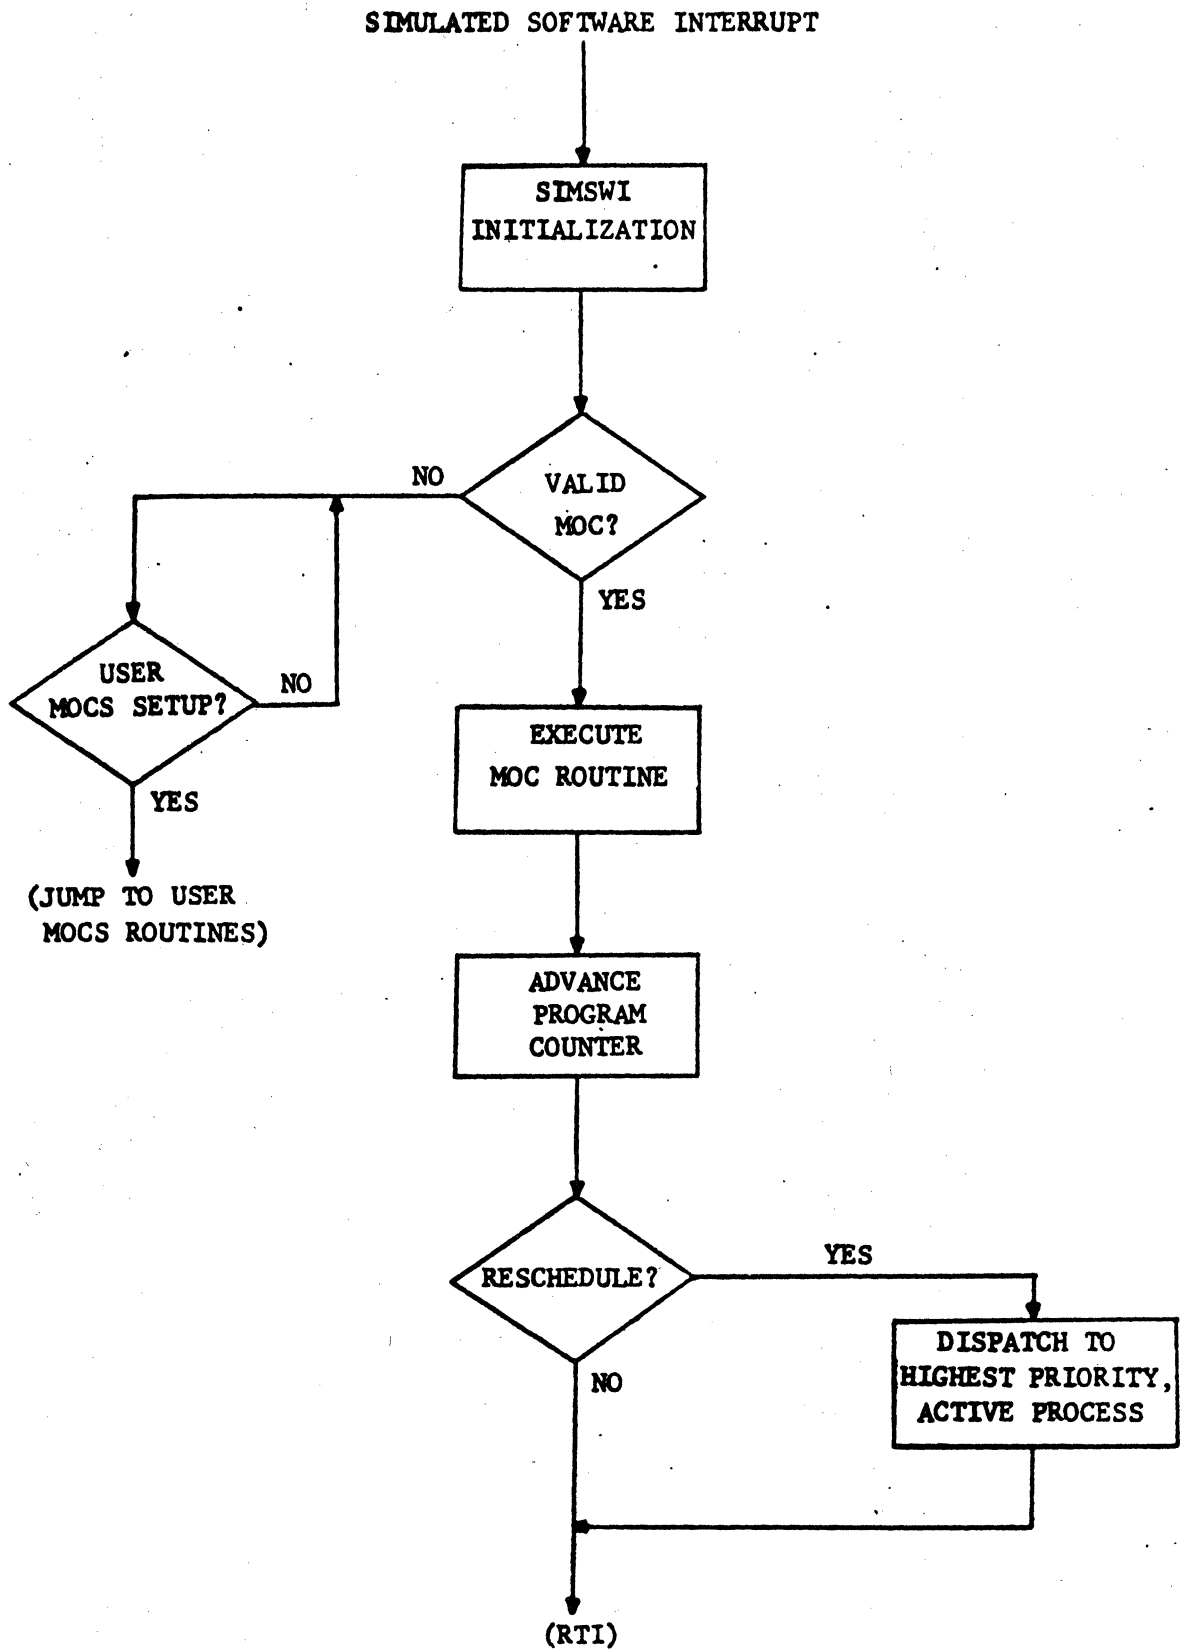 SIMULATED SOFTWARE INTERRUPT
SIMSWI
INITIALIZATION
NO
VALID
MOC?
YES
USER
MOCS SETUP?
NO
YES
(JUMP TO USER
MOCS ROUTINES)
EXECUTE
MOC ROUTINE
ADVANCE
PROGRAM
COUNTER
RESCHEDULE?
YES
NO
DISPATCH TO
HIGHEST PRIORITY,
ACTIVE PROCESS
(RTI)